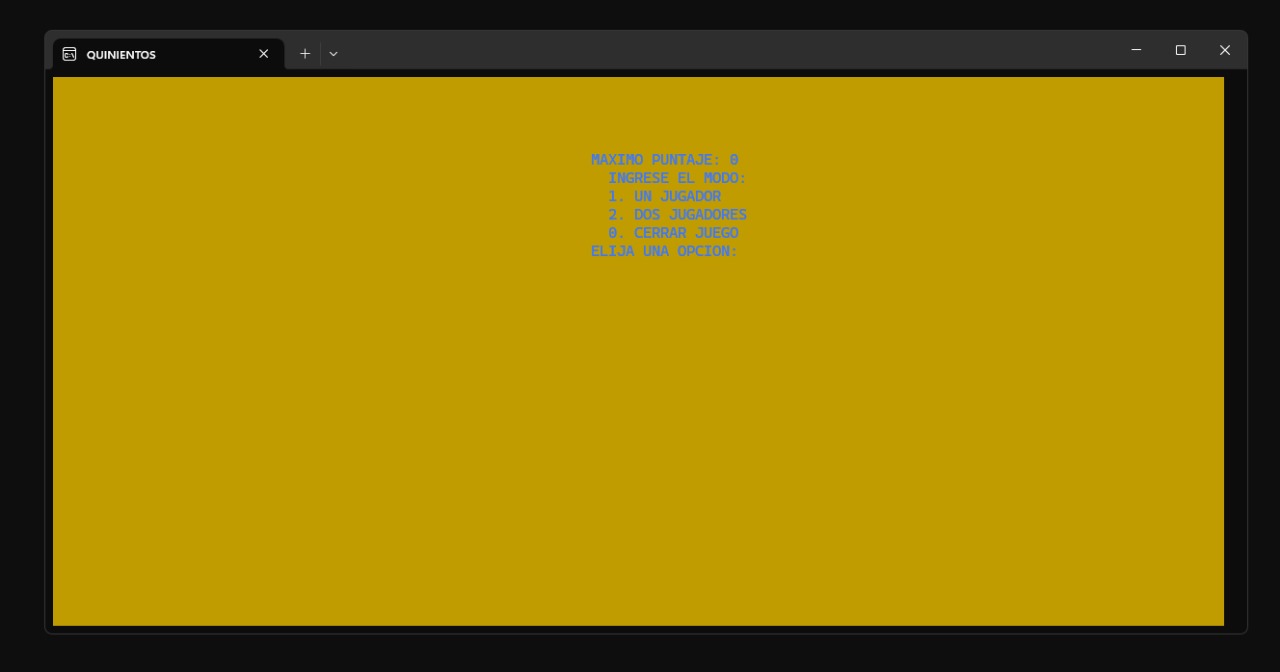 QUINIENTOS
MAXIMO PUNTAJE: 0
INGRESE EL MODO:
1. UN JUGADOR
2. DOS JUGADORES
0. CERRAR JUEGO
ELIJA UNA OPCION: